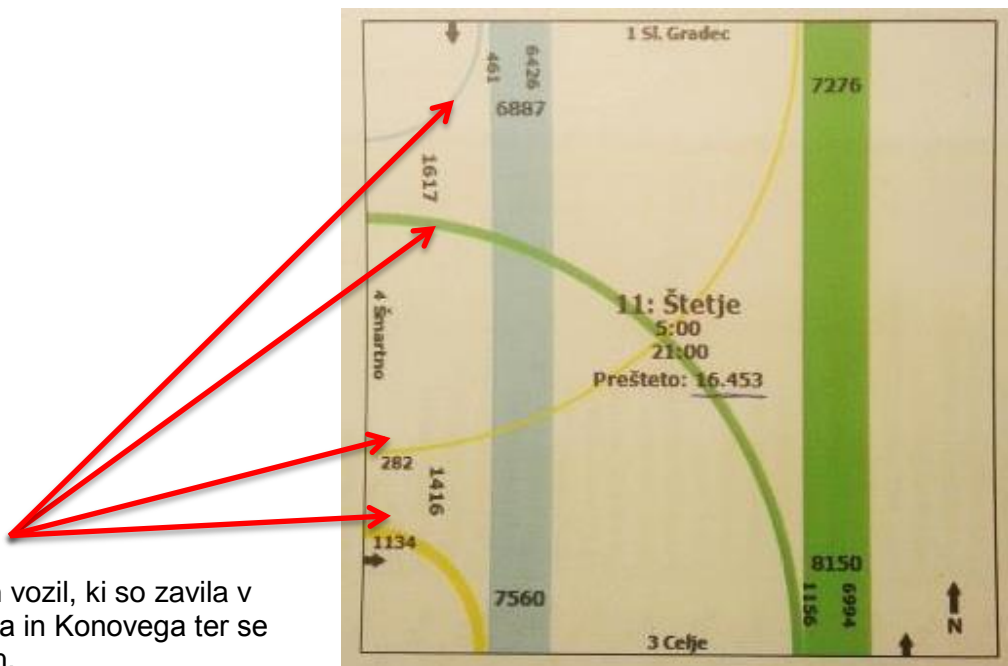 1 Sl. Gradec
461
6426
6887
7276
1617
4 Šmartno
11: Štetje
5:00
21:00
Prešteto: 16.453
282
1416
1134
7560
8150
1156
6994
N
3 Celje
vozil, ki so zavila v
a in Konovega ter se